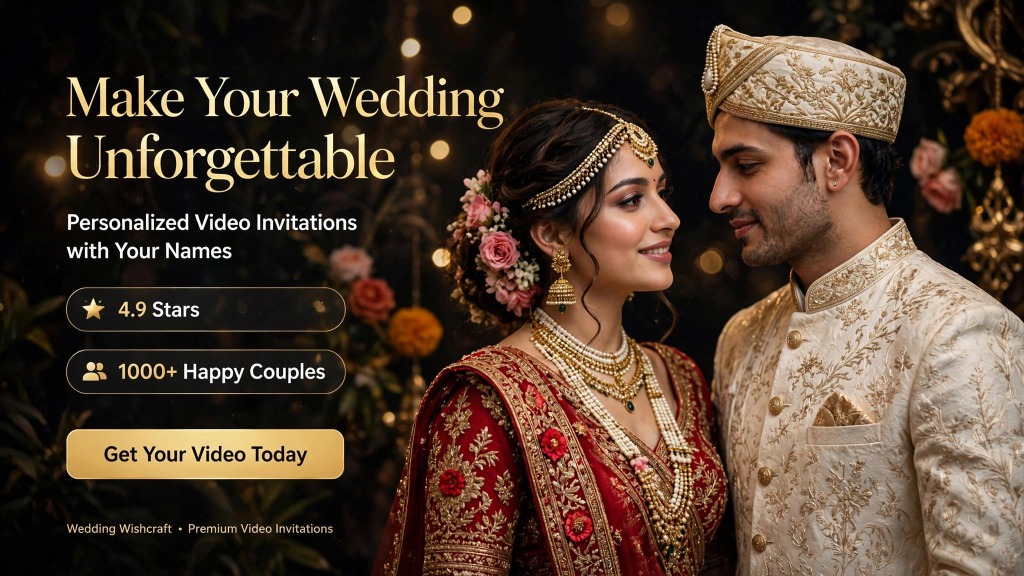 Make Your Wedding
Unforgettable
Personalized Video Invitations
with Your Names
4.9 Stars
1000+ Happy Couples
Get Your Video Today
Wedding Wishcraft • Premium Video Invitations